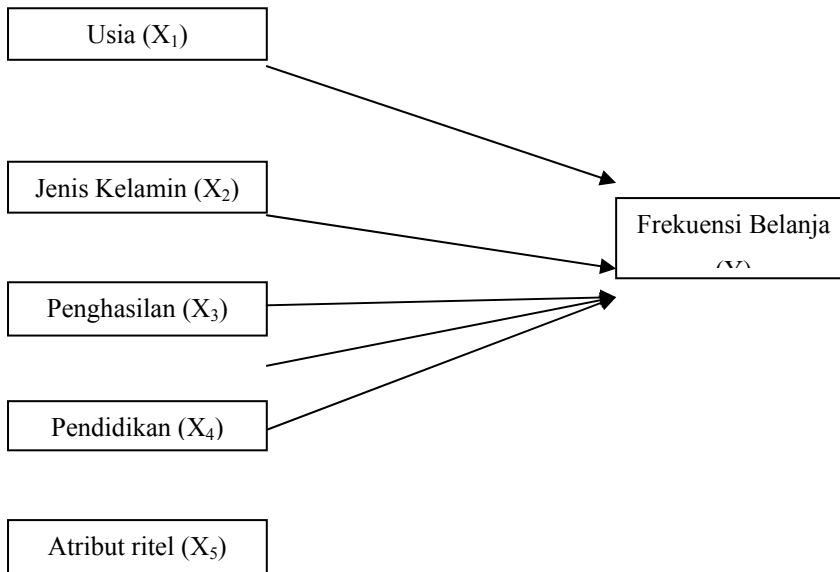 Usia (X₁)
Jenis Kelamin (X₂)
Frekuensi Belanja
Penghasilan (X₃)
Pendidikan (X₄)
Atribut ritel (X₅)